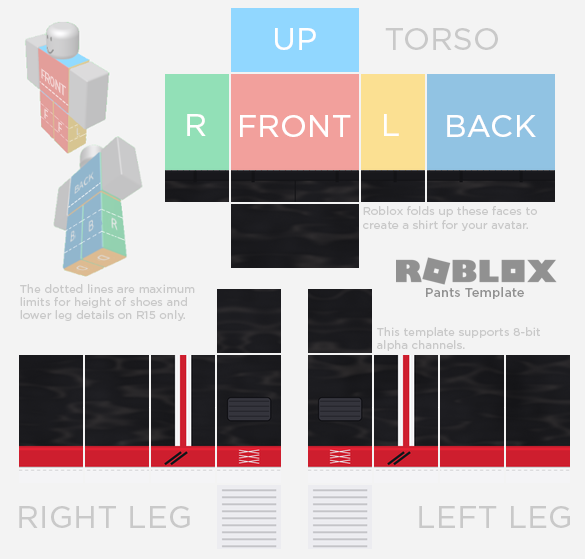 UP
TORSO
FRONT
R
FRONT
L
BACK
BACK
R
B
B
Roblox folds up these faces to
create a shirt for your avatar.
ROBLOX
Pants Template
The dotted lines are maximum
limits for height of shoes and
lower leg details on R15 only.
This template supports 8-bit
alpha channels.
RIGHT LEG
LEFT LEG